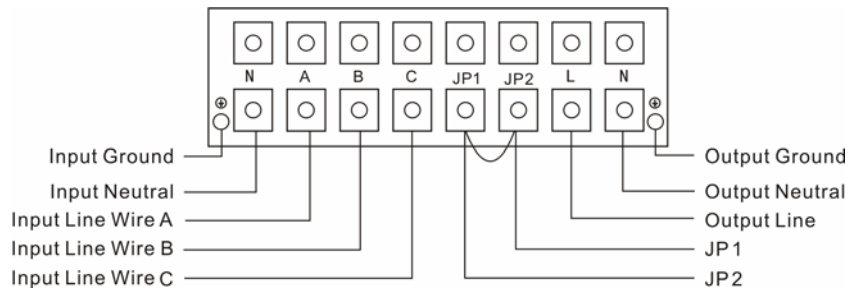 N A B C JP1 JP2 L N
Input Ground
Input Neutral
Input Line Wire A
Input Line Wire B
Input Line Wire C
Output Ground
Output Neutral
Output Line
JP1
JP2